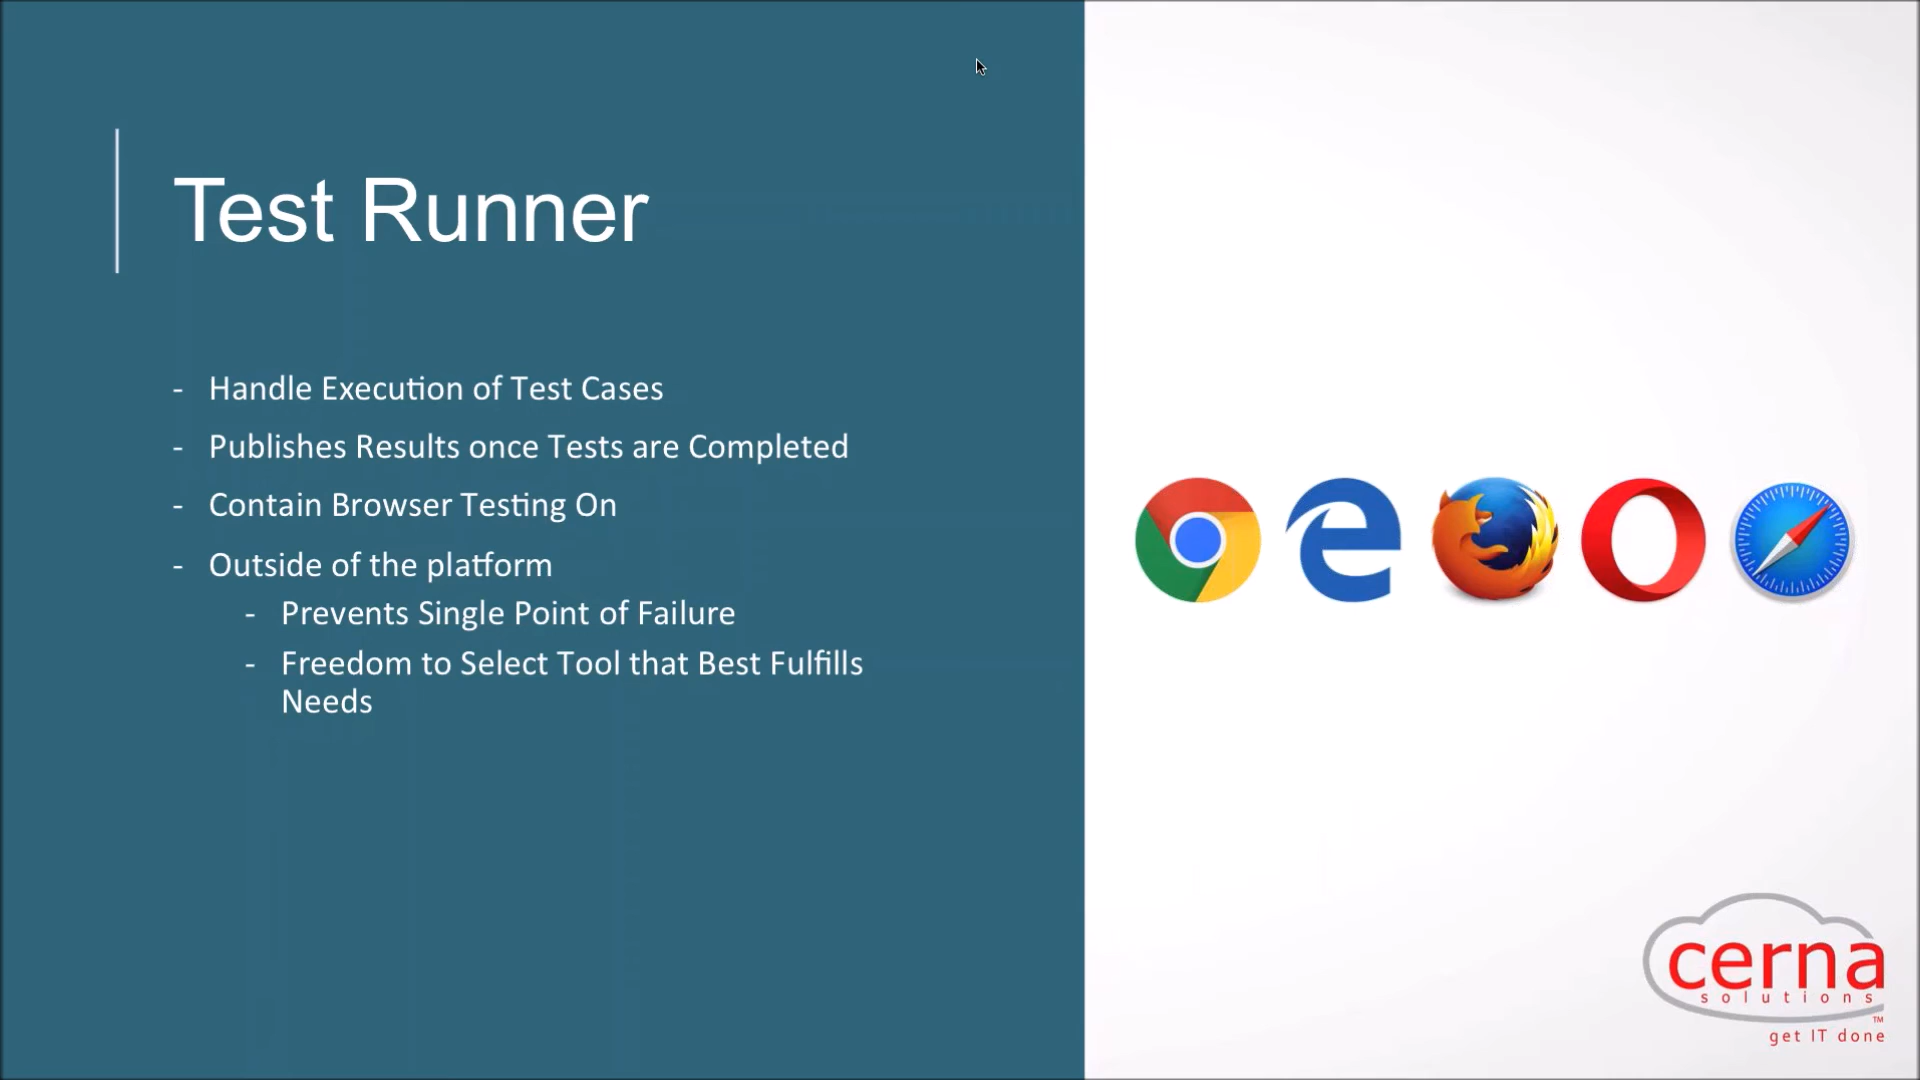 Test Runner
- Handle Execution of Test Cases
- Publishes Results once Tests are Completed
- Contain Browser Testing On
- Outside of the platform
- Prevents Single Point of Failure
- Freedom to Select Tool that Best Fulfills
Needs
cerna
solutions
TM
get IT done